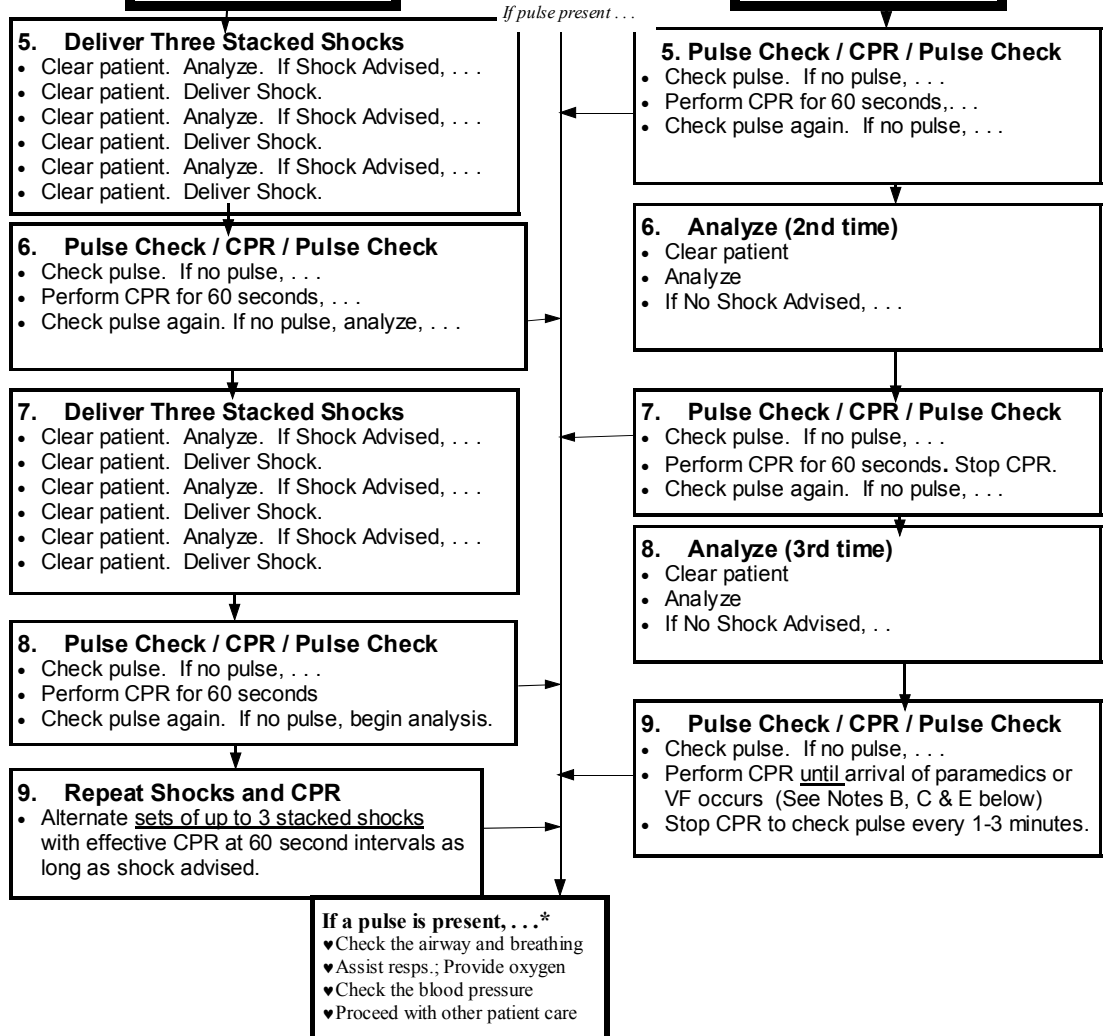 If pulse present . . .
5. Deliver Three Stacked Shocks
• Clear patient. Analyze. If Shock Advised, . . .
• Clear patient. Deliver Shock.
• Clear patient. Analyze. If Shock Advised, . . .
• Clear patient. Deliver Shock.
• Clear patient. Analyze. If Shock Advised, . . .
• Clear patient. Deliver Shock.
6. Pulse Check / CPR / Pulse Check
• Check pulse. If no pulse, . . .
• Perform CPR for 60 seconds, . . .
• Check pulse again. If no pulse, analyze, . . .
7. Deliver Three Stacked Shocks
• Clear patient. Analyze. If Shock Advised, . . .
• Clear patient. Deliver Shock.
• Clear patient. Analyze. If Shock Advised, . . .
• Clear patient. Deliver Shock.
• Clear patient. Analyze. If Shock Advised, . . .
• Clear patient. Deliver Shock.
8. Pulse Check / CPR / Pulse Check
• Check pulse. If no pulse, . . .
• Perform CPR for 60 seconds
• Check pulse again. If no pulse, begin analysis.
9. Repeat Shocks and CPR
• Alternate sets of up to 3 stacked shocks
with effective CPR at 60 second intervals as
long as shock advised.
5. Pulse Check / CPR / Pulse Check
• Check pulse. If no pulse, . . .
• Perform CPR for 60 seconds,. . .
• Check pulse again. If no pulse, . . .
6. Analyze (2nd time)
• Clear patient
• Analyze
• If No Shock Advised, . . .
7. Pulse Check / CPR / Pulse Check
• Check pulse. If no pulse, . . .
• Perform CPR for 60 seconds. Stop CPR.
• Check pulse again. If no pulse, . . .
8. Analyze (3rd time)
• Clear patient
• Analyze
• If No Shock Advised, . .
9. Pulse Check / CPR / Pulse Check
• Check pulse. If no pulse, . . .
• Perform CPR until arrival of paramedics or
VF occurs (See Notes B, C & E below)
• Stop CPR to check pulse every 1-3 minutes.
If a pulse is present, . . .*
♥Check the airway and breathing
♥Assist resps.; Provide oxygen
♥Check the blood pressure
♥Proceed with other patient care